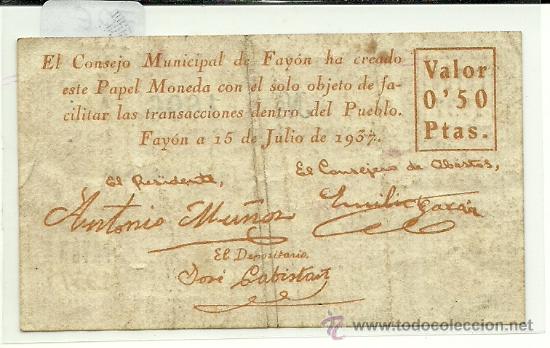 El Consejo Municipal de Fayón ha creado
este Papel Moneda con el solo objeto de fa-
cilitar las transacciones dentro del Pueblo.
Fayón a 15 de Julio de 1937.
Valor
0'50
Ptas.
El Presidente,
El Consejero de Abastos,
Antonio Muñoz
Emilio
El Depositario
José
www.todocoleccion.net